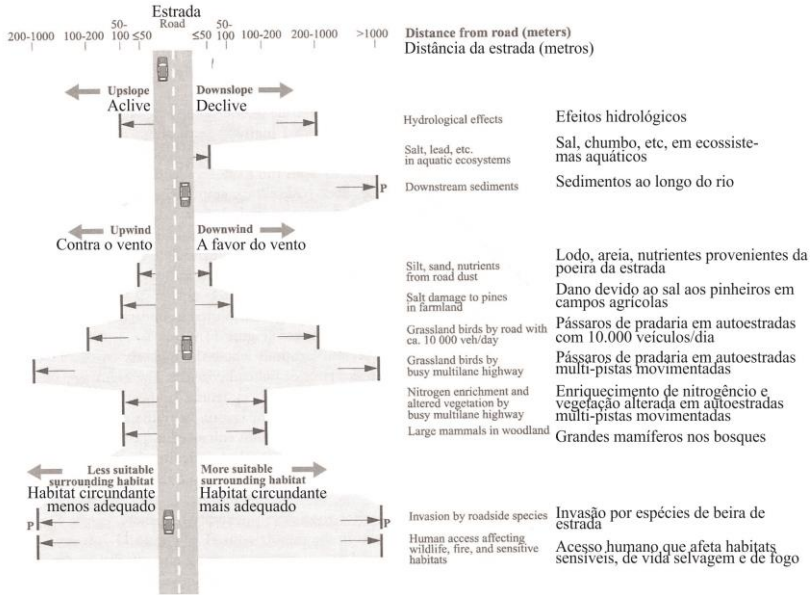 Estrada
Road
200-1000 100-200 50-100 ≤50 ≤50 50-100 100-200 200-1000 >1000
Distance from road (meters)
Distância da estrada (metros)
Upslope Downslope
Aclive Declive
Hydrological effects Efeitos hidrológicos
Salt, lead, etc.
in aquatic ecosystems
Sal, chumbo, etc, em ecossiste-
mas aquáticos
P Downstream sediments Sedimentos ao longo do rio
Upwind Downwind
Contra o vento A favor do vento
Silt, sand, nutrients
from road dust
Lodo, areia, nutrientes provenientes da
poeira da estrada
Salt damage to pines
in farmland
Dano devido ao sal aos pinheiros em
campos agrícolas
Grassland birds by road with
ca. 10 000 veh/day
Pássaros de pradaria em autoestradas
com 10.000 veículos/dia
Grassland birds by
busy multilane highway
Pássaros de pradaria em autoestradas
multi-pistas movimentadas
Nitrogen enrichment and
altered vegetation by
busy multilane highway
Enriquecimento de nitrogêncio e
vegetação alterada em autoestradas
multi-pistas movimentadas
Large mammals in woodland Grandes mamíferos nos bosques
Less suitable
surrounding habitat
More suitable
surrounding habitat
Habitat circundante
menos adequado
Habitat circundante
mais adequado
P P
Invasion by roadside species
Invasão por espécies de beira de
estrada
Human access affecting
wildlife, fire, and sensitive
habitats
Acesso humano que afeta habitats
sensíveis, de vida selvagem e de fogo